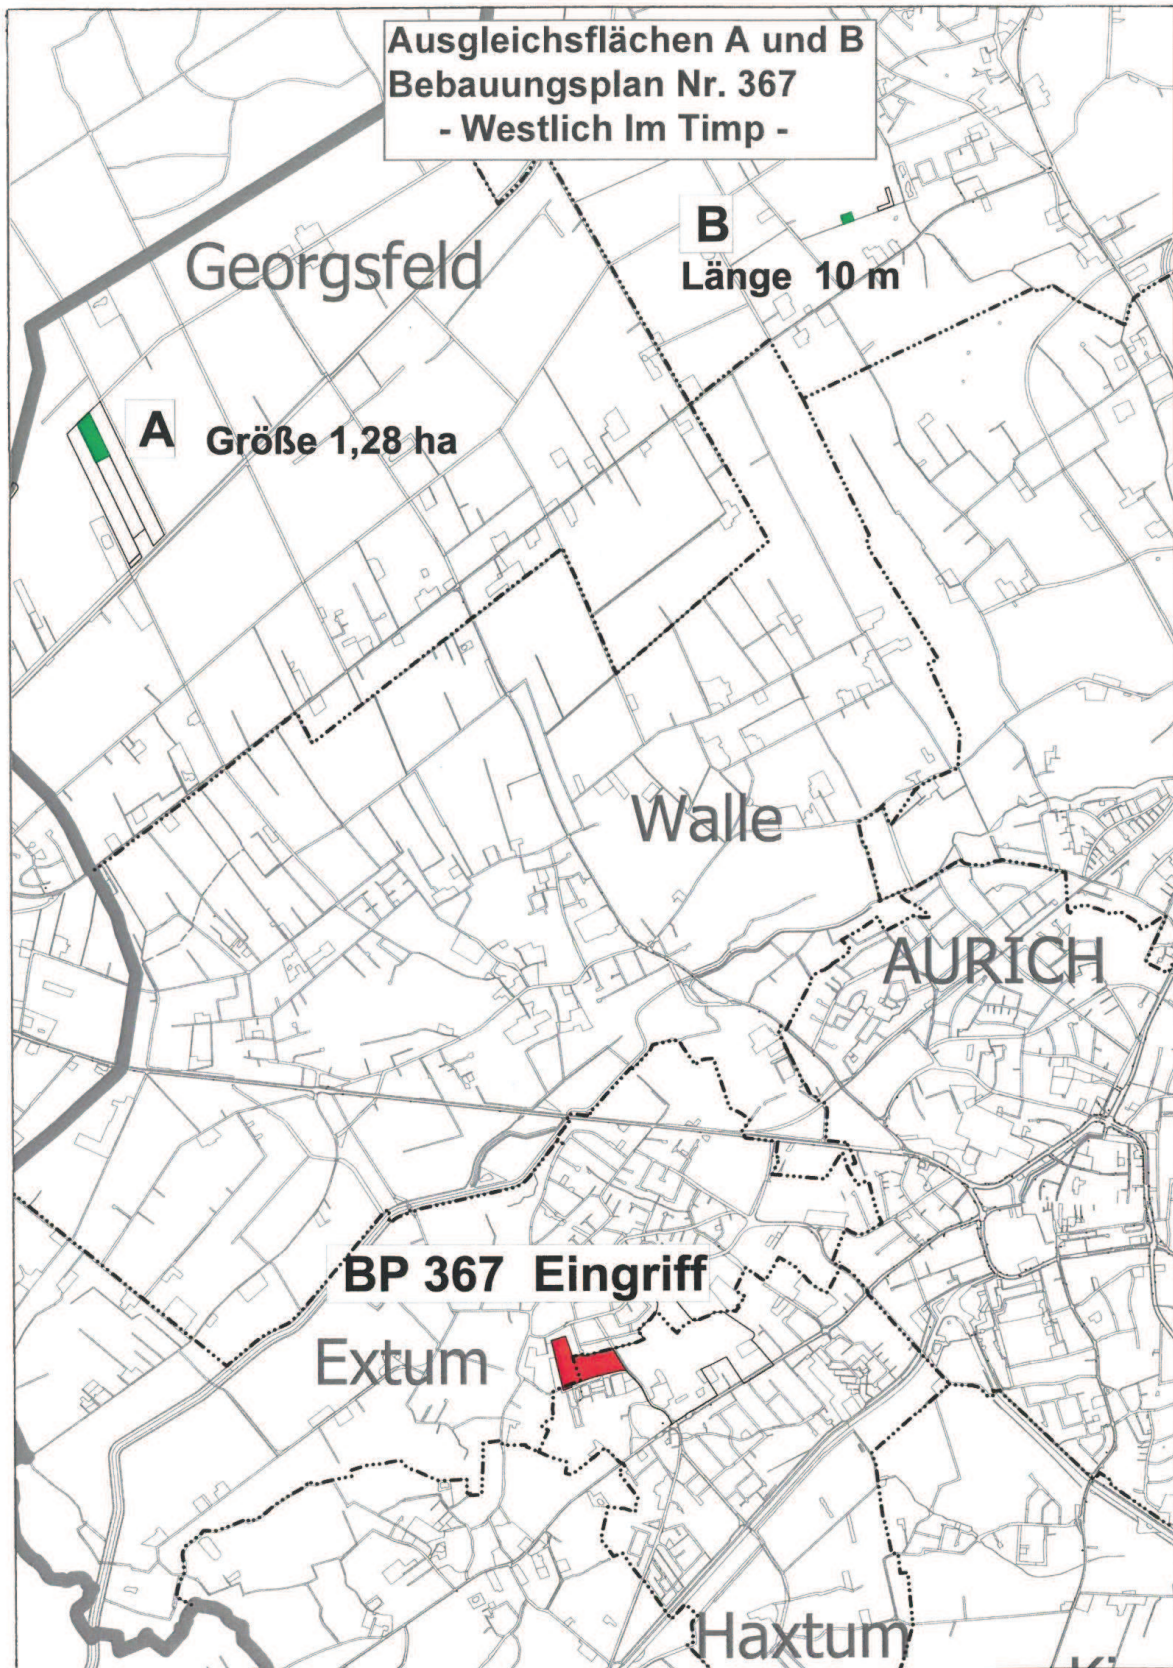 Ausgleichsflächen A und B
Bebauungsplan Nr. 367
- Westlich Im Timp -
B
Länge 10 m
Georgsfeld
A
Größe 1,28 ha
Walle
AURICH
BP 367 Eingriff
Extum
Haxtum